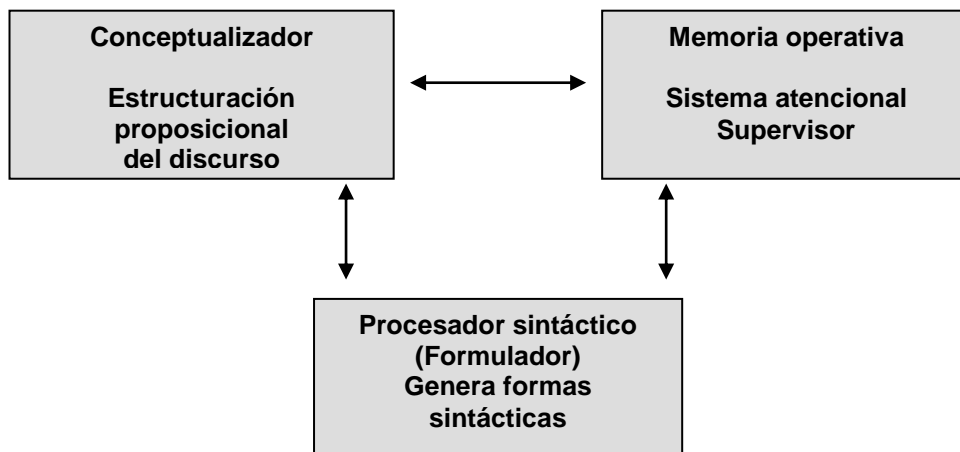 Conceptualizador
Estructuración
proposicional
del discurso
Memoria operativa
Sistema atencional
Supervisor
Procesador sintáctico
(Formulador)
Genera formas
sintácticas